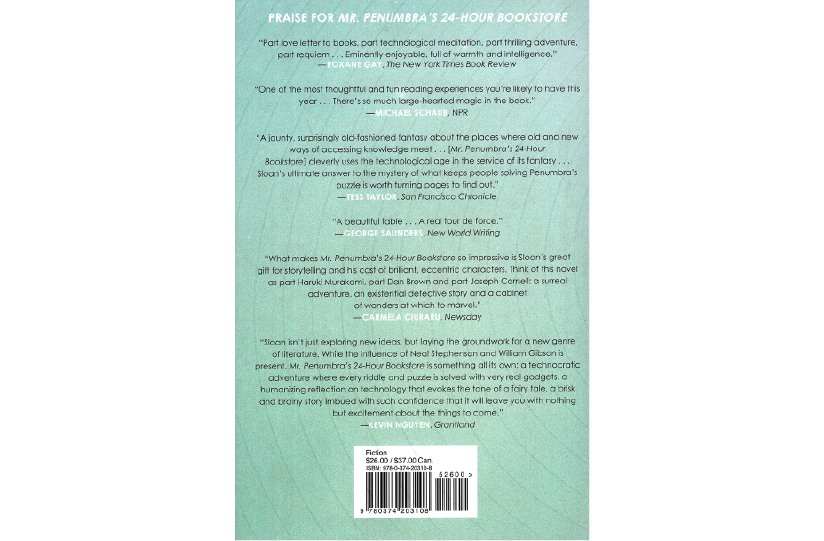 PRAISE FOR MR. PENUMBRA'S 24-HOUR BOOKSTORE
"Part love letter to books, part technological meditation, part thrilling adventure,
part requiem . . . Eminently enjoyable, full of warmth and intelligence."
—ROXANE GAY, The New York Times Book Review
"One of the most thoughtful and fun reading experiences you're likely to have this
year . . . There's so much large-hearted magic in the book."
—MICHAEL SCHAUB, NPR
"A jaunty, surprisingly old-fashioned fantasy about the places where old and new
ways of accessing knowledge meet . . . [Mr. Penumbra's 24-Hour
Bookstore] cleverly uses the technological age in the service of its fantasy . . .
Sloan's ultimate answer to the mystery of what keeps people solving Penumbra's
puzzle is worth turning pages to find out."
—TESS TAYLOR, San Francisco Chronicle
"A beautiful fable . . . A real tour de force."
—GEORGE SAUNDERS, New World Writing
"What makes Mr. Penumbra's 24-Hour Bookstore so impressive is Sloan's great
gift for storytelling and his cast of brilliant, eccentric characters. Think of this novel
as part Haruki Murakami, part Dan Brown and part Joseph Cornell: a surreal
adventure, an existential detective story and a cabinet
of wonders at which to marvel."
—CARMELA CIURARU, Newsday
"Sloan isn't just exploring new ideas, but laying the groundwork for a new genre
of literature. While the influence of Neal Stephenson and William Gibson is
present, Mr. Penumbra's 24-Hour Bookstore is something all its own: a technocratic
adventure where every riddle and puzzle is solved with very real gadgets, a
humanizing reflection on technology that evokes the tone of a fairy tale, a brisk
and brainy story imbued with such confidence that it will leave you with nothing
but excitement about the things to come."
—KEVIN NGUYEN, Grantland
Fiction
$26.00 / $37.00 Can.
ISBN: 978-0-374-20310-8
52600 >
9 780374 203108